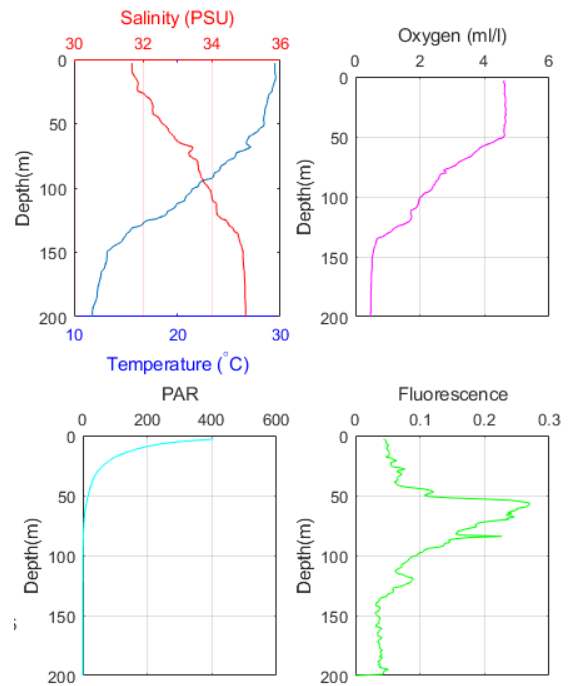 Salinity (PSU)
30 32 34 36
0
50
100
150
200
Depth(m)
10 20 30
Temperature (°C)
Oxygen (ml/l)
0 2 4 6
0
50
100
150
200
Depth(m)
PAR
0 200 400 600
0
50
100
150
200
Depth(m)
Fluorescence
0 0.1 0.2 0.3
0
50
100
150
200
Depth(m)